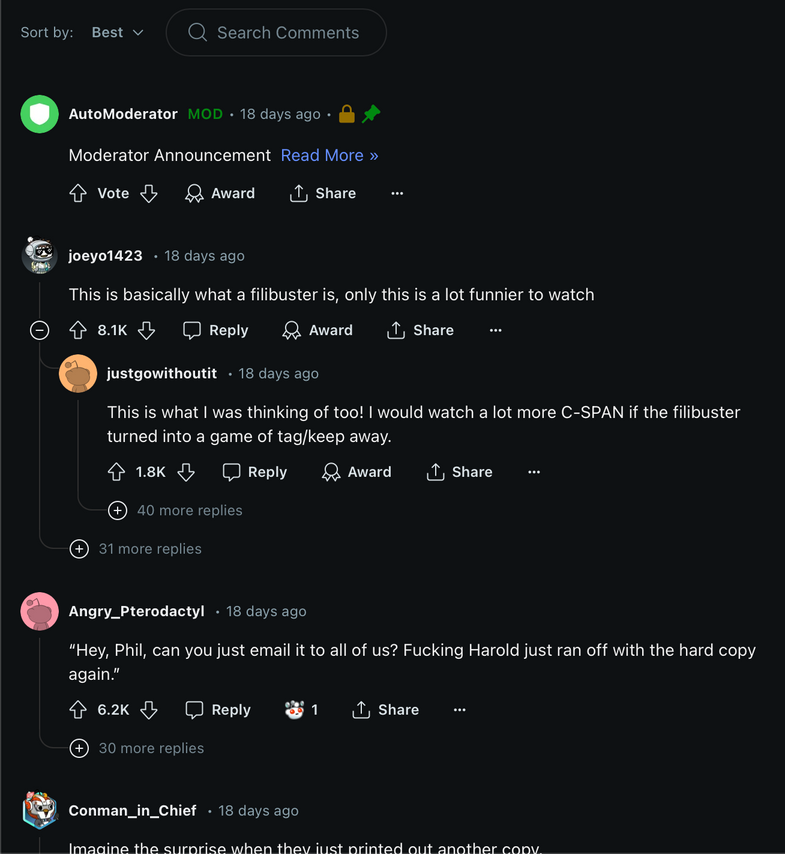 Sort by: Best Search Comments
AutoModerator MOD • 18 days ago •
Moderator Announcement Read More »
Vote Award Share ...
joeyo1423 • 18 days ago
This is basically what a filibuster is, only this is a lot funnier to watch
8.1K Reply Award Share ...
justgowithoutit • 18 days ago
This is what I was thinking of too! I would watch a lot more C-SPAN if the filibuster
turned into a game of tag/keep away.
1.8K Reply Award Share ...
40 more replies
31 more replies
Angry_Pterodactyl • 18 days ago
“Hey, Phil, can you just email it to all of us? Fucking Harold just ran off with the hard copy
again.”
6.2K Reply 1 Share ...
30 more replies
Conman_in_Chief • 18 days ago
Imagine the surprise when they just printed out another copy.